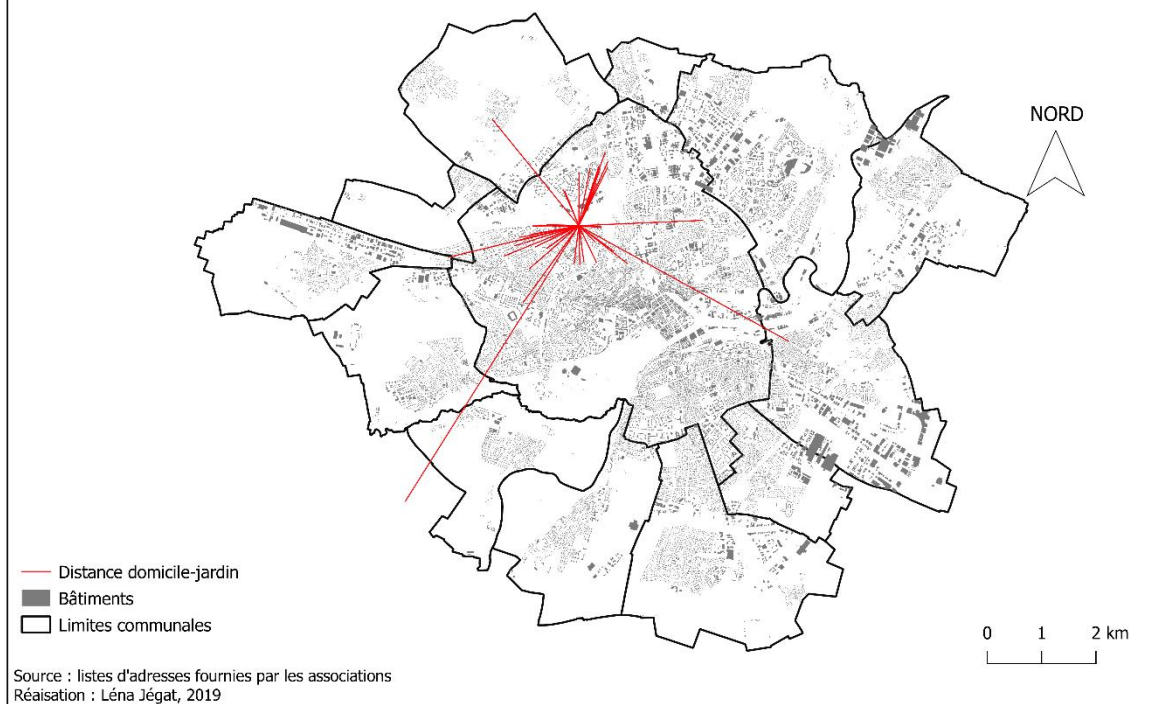 NORD
Distance domicile-jardin
Bâtiments
Limites communales
0 1 2 km
Source : listes d'adresses fournies par les associations
Réaisation : Léna Jégat, 2019